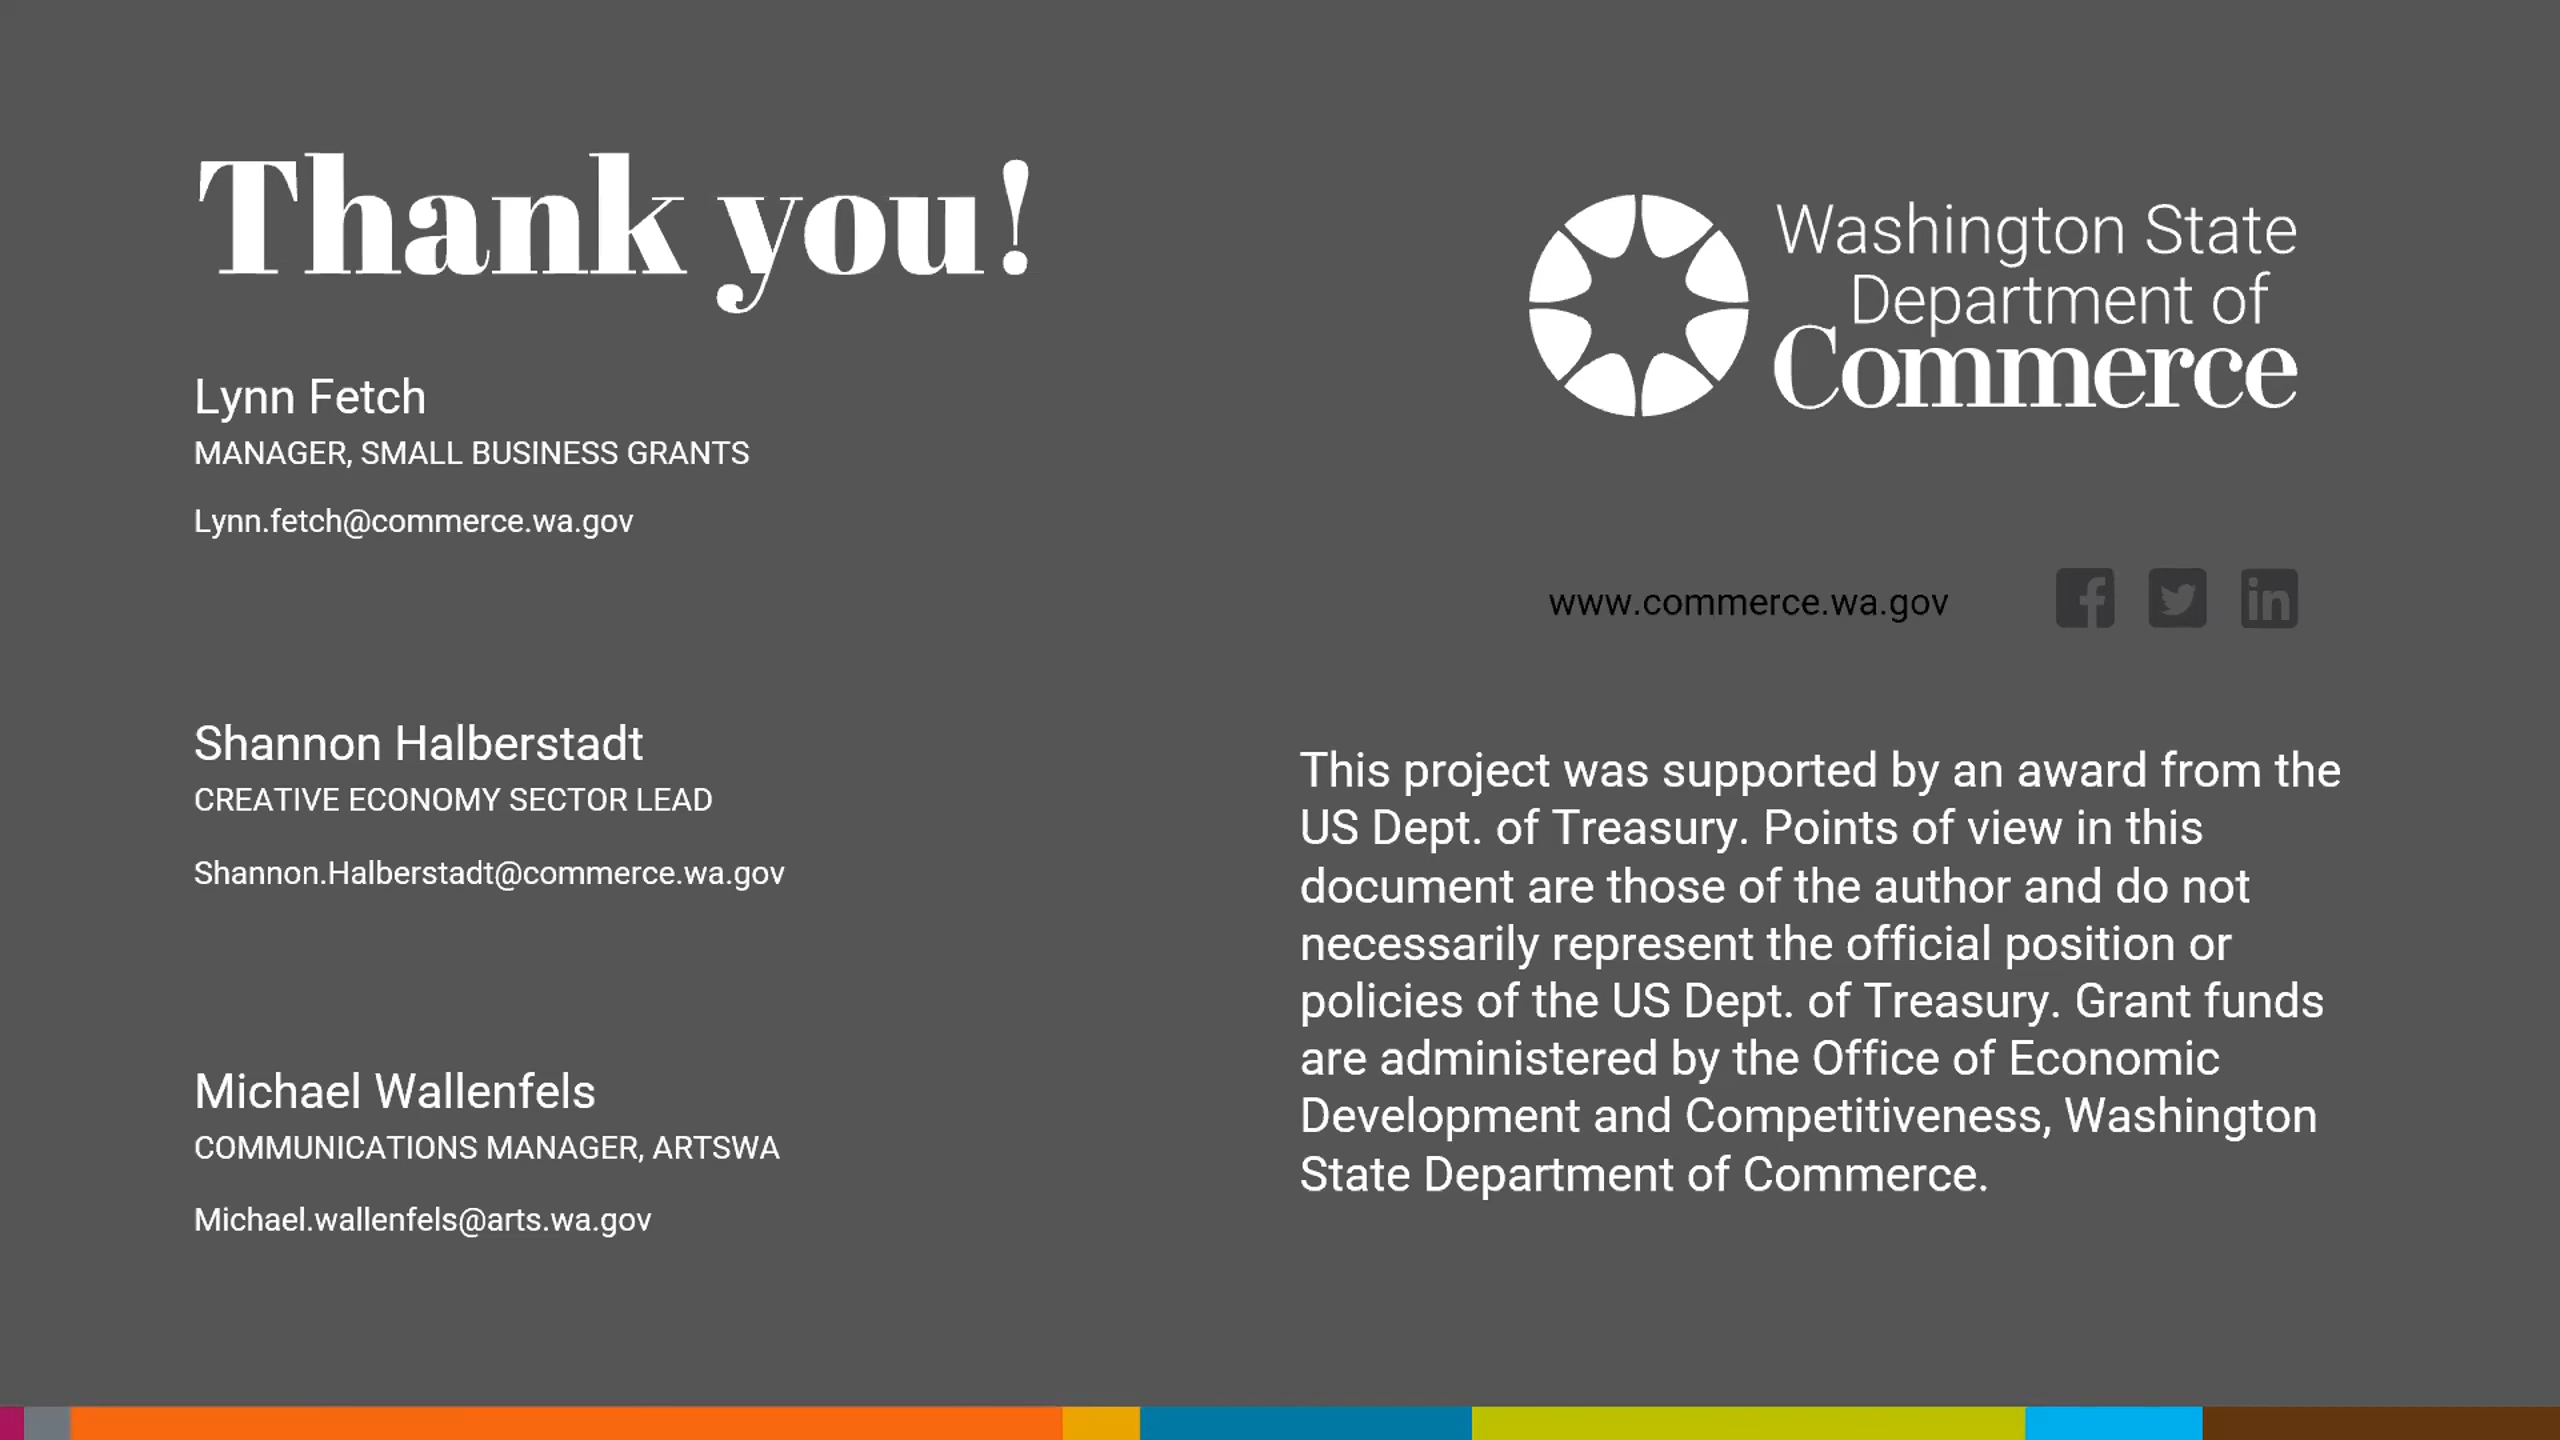 Thank you!
Lynn Fetch
MANAGER, SMALL BUSINESS GRANTS
Lynn.fetch@commerce.wa.gov
Shannon Halberstadt
CREATIVE ECONOMY SECTOR LEAD
Shannon.Halberstadt@commerce.wa.gov
Michael Wallenfels
COMMUNICATIONS MANAGER, ARTSWA
Michael.wallenfels@arts.wa.gov
Washington State
Department of
Commerce
www.commerce.wa.gov
This project was supported by an award from the
US Dept. of Treasury. Points of view in this
document are those of the author and do not
necessarily represent the official position or
policies of the US Dept. of Treasury. Grant funds
are administered by the Office of Economic
Development and Competitiveness, Washington
State Department of Commerce.